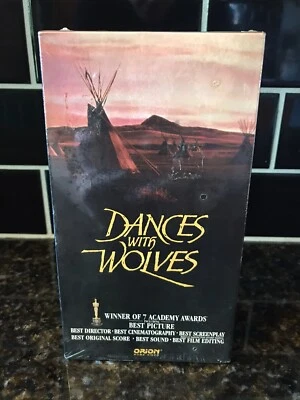 DANCES
WITH
WOLVES
WINNER OF 7 ACADEMY AWARDS
BEST PICTURE
BEST DIRECTOR · BEST CINEMATOGRAPHY · BEST SCREENPLAY
BEST ORIGINAL SCORE · BEST SOUND · BEST FILM EDITING
ORION